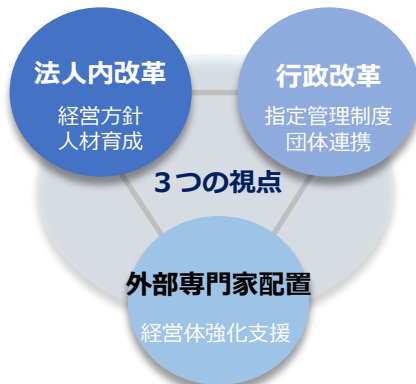 法人内改革
経営方針
人材育成
行政改革
指定管理制度
団体連携
３つの視点
外部専門家配置
経営体強化支援